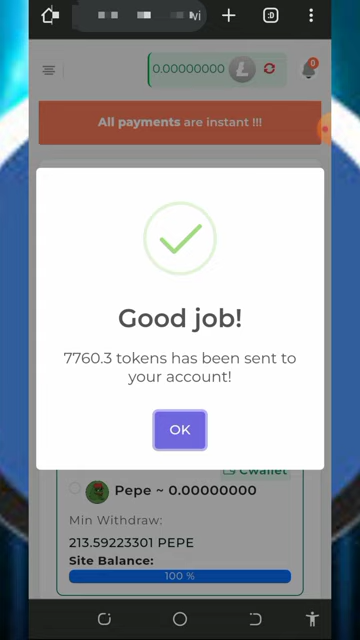 :D
0.00000000
0
All payments are instant !!!
Good job!
7760.3 tokens has been sent to
your account!
OK
Cwallet
Pepe ~ 0.00000000
Min Withdraw:
213.59223301 PEPE
Site Balance:
100 %